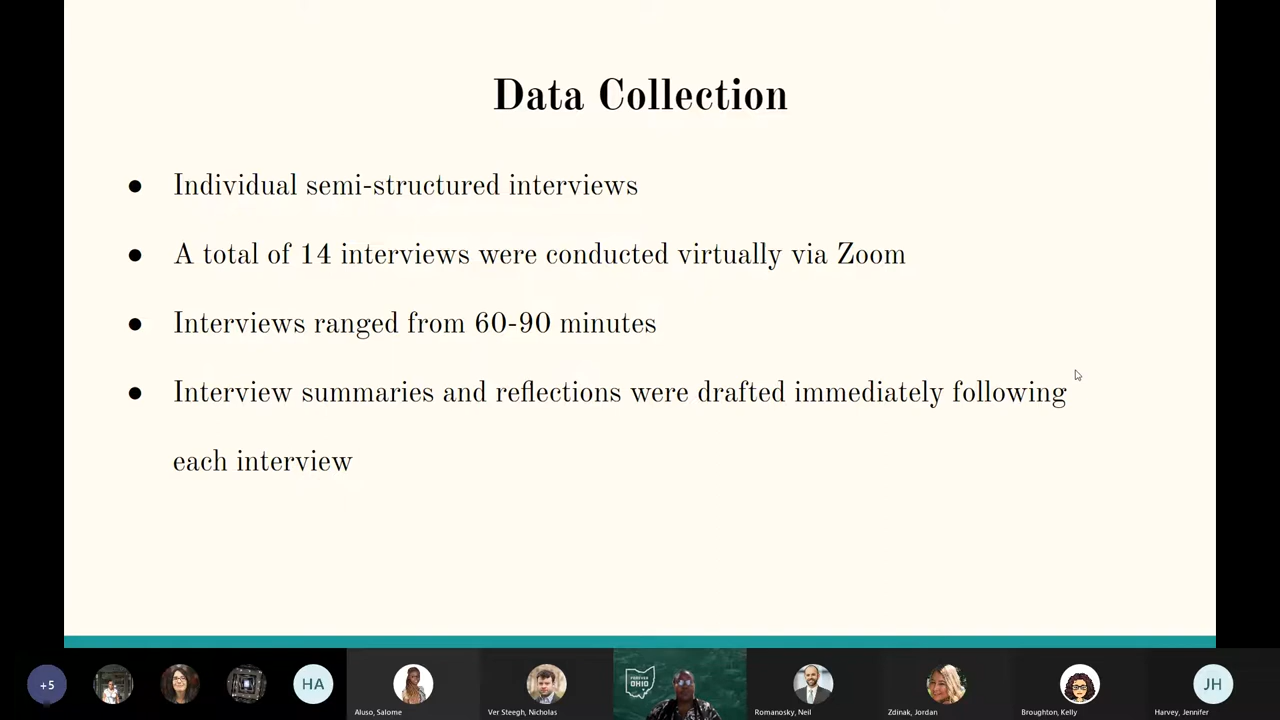 Data Collection
● Individual semi-structured interviews
● A total of 14 interviews were conducted virtually via Zoom
● Interviews ranged from 60-90 minutes
● Interview summaries and reflections were drafted immediately following
each interview
+5
HA
Aluso, Salome
Ver Steegh, Nicholas
FOREVER
OHIO
Romanosky, Neil
Zdinak, Jordan
Broughton, Kelly
JH
Harvey, Jennifer